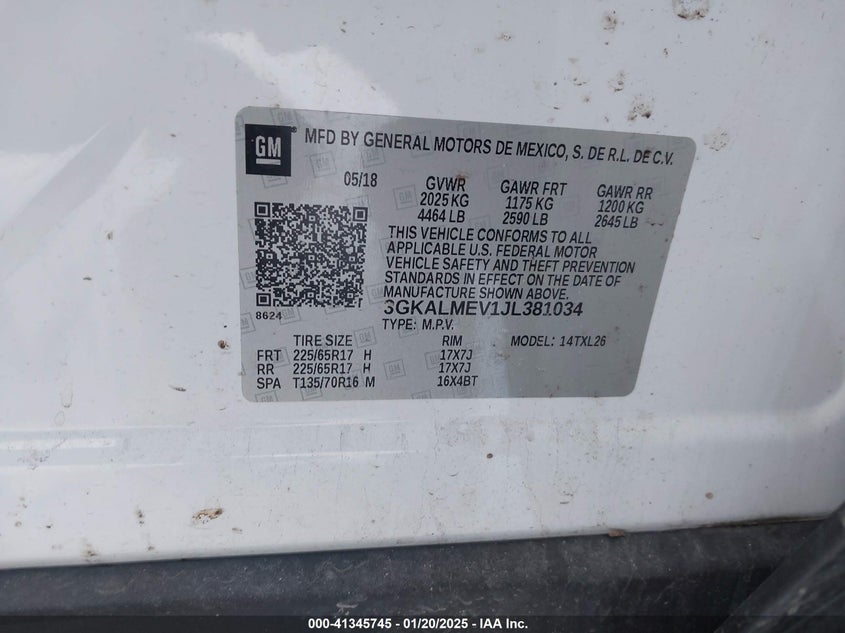 GM ® MFD BY GENERAL MOTORS DE MEXICO, S. DE R.L. DE C.V.
05/18 GVWR GAWR FRT GAWR RR
2025 KG 1175 KG 1200 KG
4464 LB 2590 LB 2645 LB
THIS VEHICLE CONFORMS TO ALL
APPLICABLE U.S. FEDERAL MOTOR
VEHICLE SAFETY AND THEFT PREVENTION
STANDARDS IN EFFECT ON THE DATE OF
MANUFACTURE SHOWN ABOVE.
8624 3GKALMEV1JL381034
TYPE: M.P.V.
TIRE SIZE RIM MODEL: 14TXL26
FRT 225/65R17 H 17X7J
RR 225/65R17 H 17X7J
SPA T135/70R16 M 16X4BT
000-41345745 - 01/20/2025 - IAAI.com